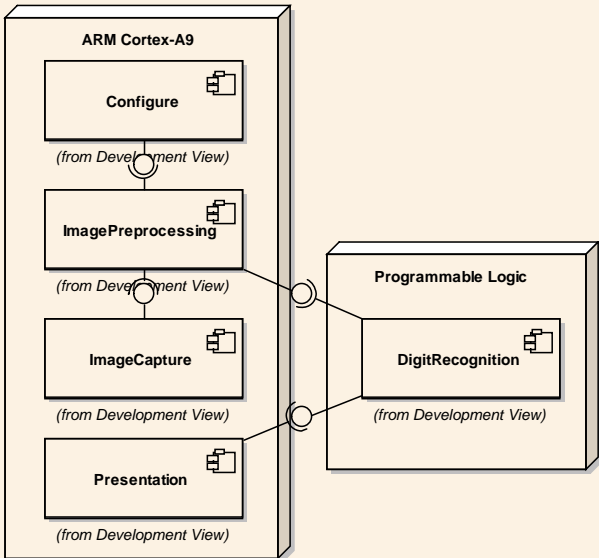 ARM Cortex-A9
Configure
(from Development View)
ImagePreprocessing
(from Development View)
ImageCapture
(from Development View)
Presentation
(from Development View)
Programmable Logic
DigitRecognition
(from Development View)